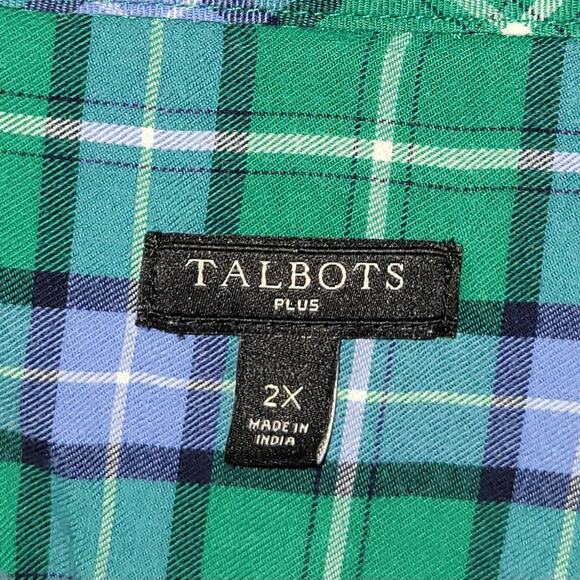 TALBOTS
PLUS
2X
MADE IN
INDIA